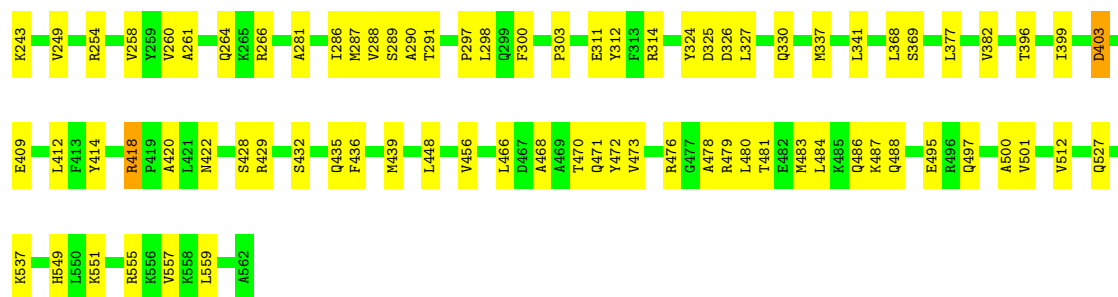 K243 V249 R254 V258 Y259 V260 A261 Q264 K265 R266 A281 I286 M287 V288 S289 A290 T291 P297 L298 Q299 F300 P303 E311 Y312 F313 R314 Y324 D325 D326 L327 Q330 M337 L341 L368 S369 L377 V382 T396 I399 D403
E409 L412 F413 Y414 R418 P419 A420 L421 N422 S428 R429 S432 Q435 F436 M439 L448 V456 L466 D467 A468 A469 T470 Q471 Y472 V473 R476 G477 A478 R479 L480 T481 E482 M483 L484 K485 Q486 K487 Q488 E495 R496 Q497 A500 V501 V512 Q527
K537 H549 L550 K551 R555 K556 V557 K558 L559 A562